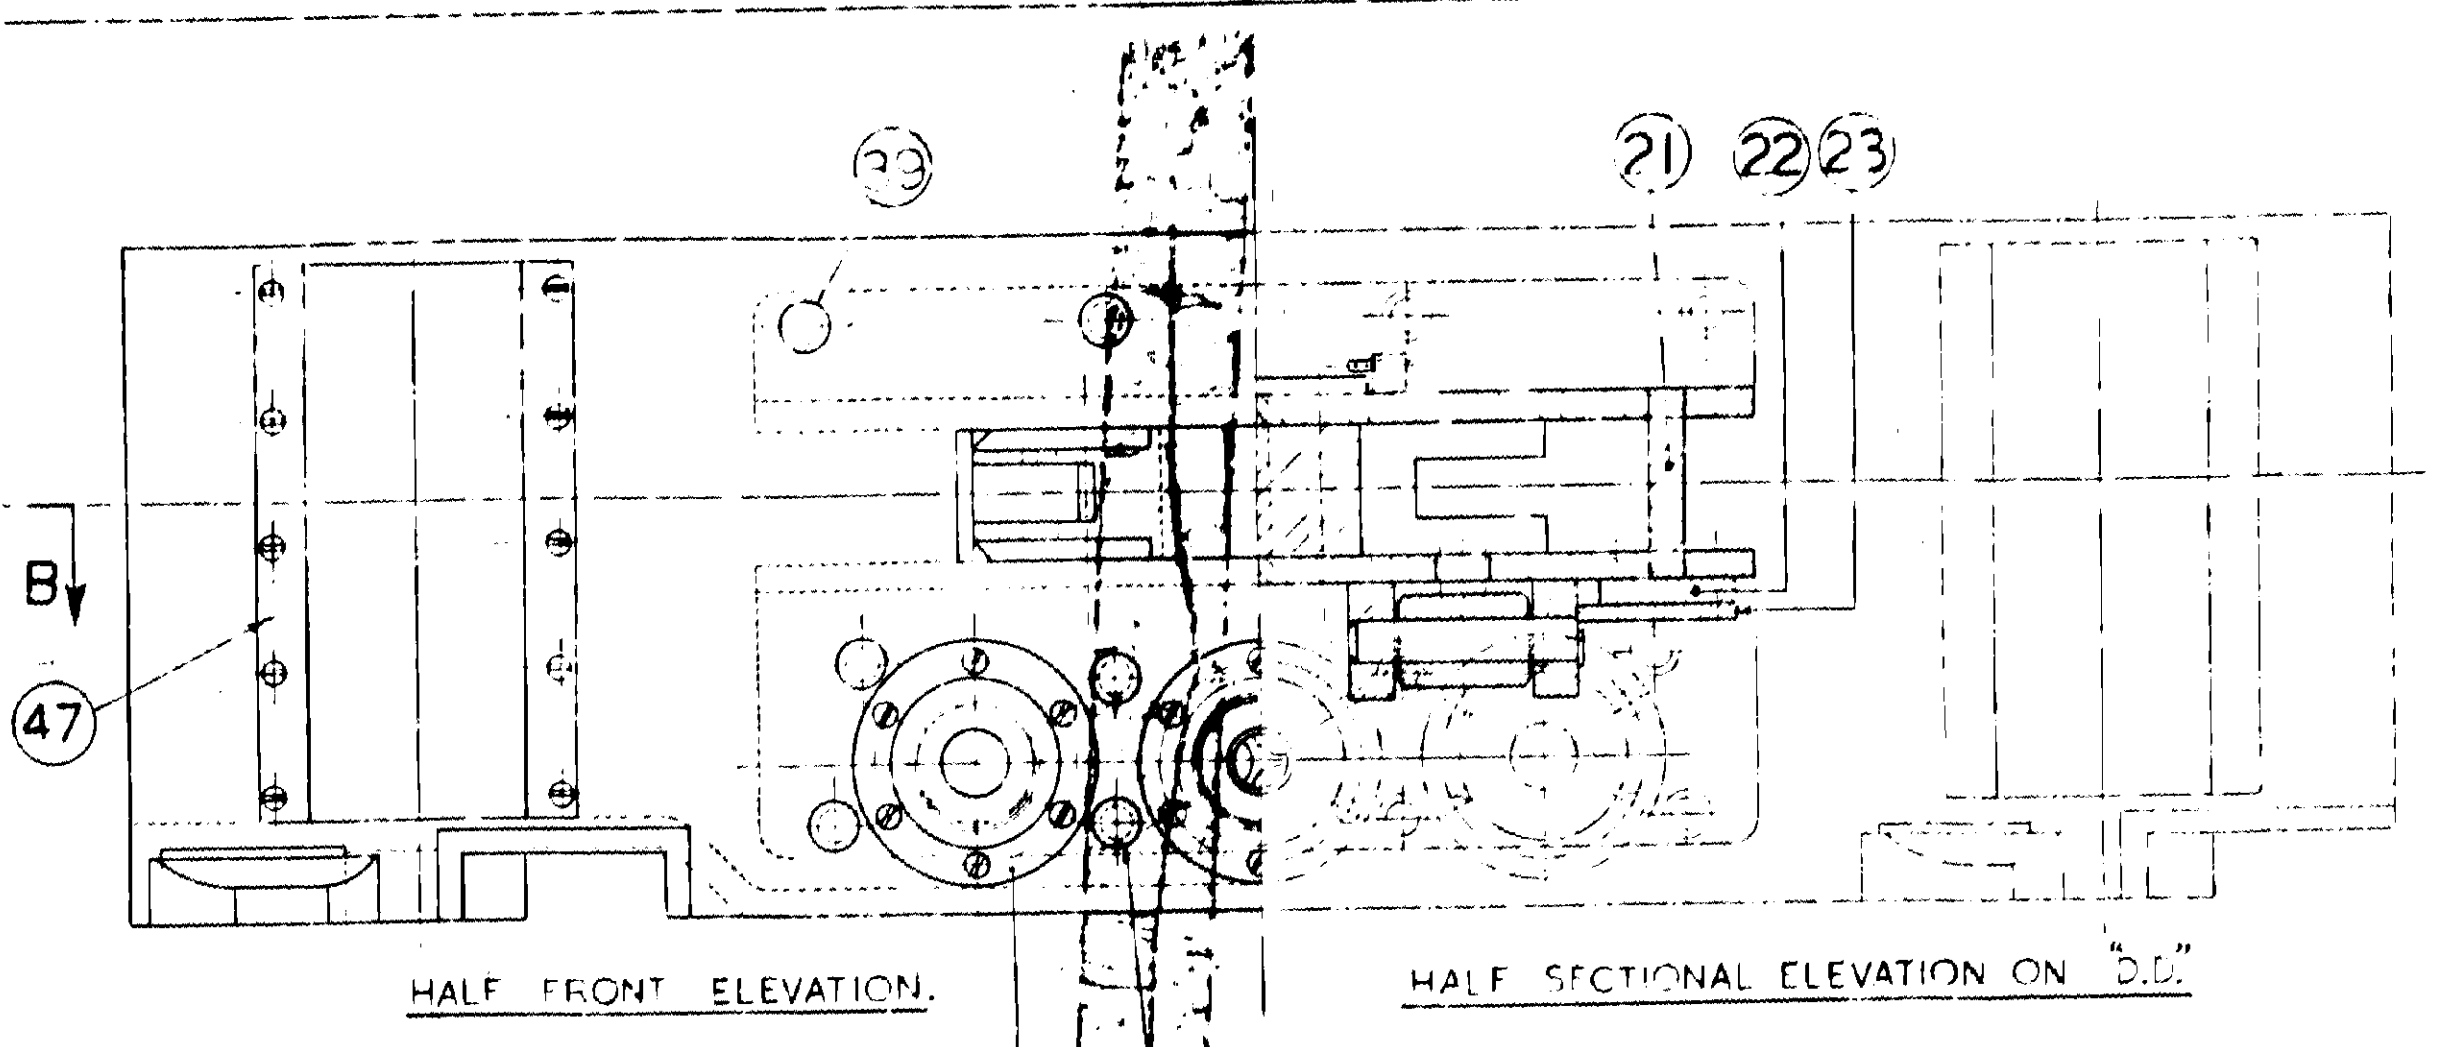 39
21 22 23
B
47
HALF FRONT ELEVATION.
HALF SECTIONAL ELEVATION ON "D.D."